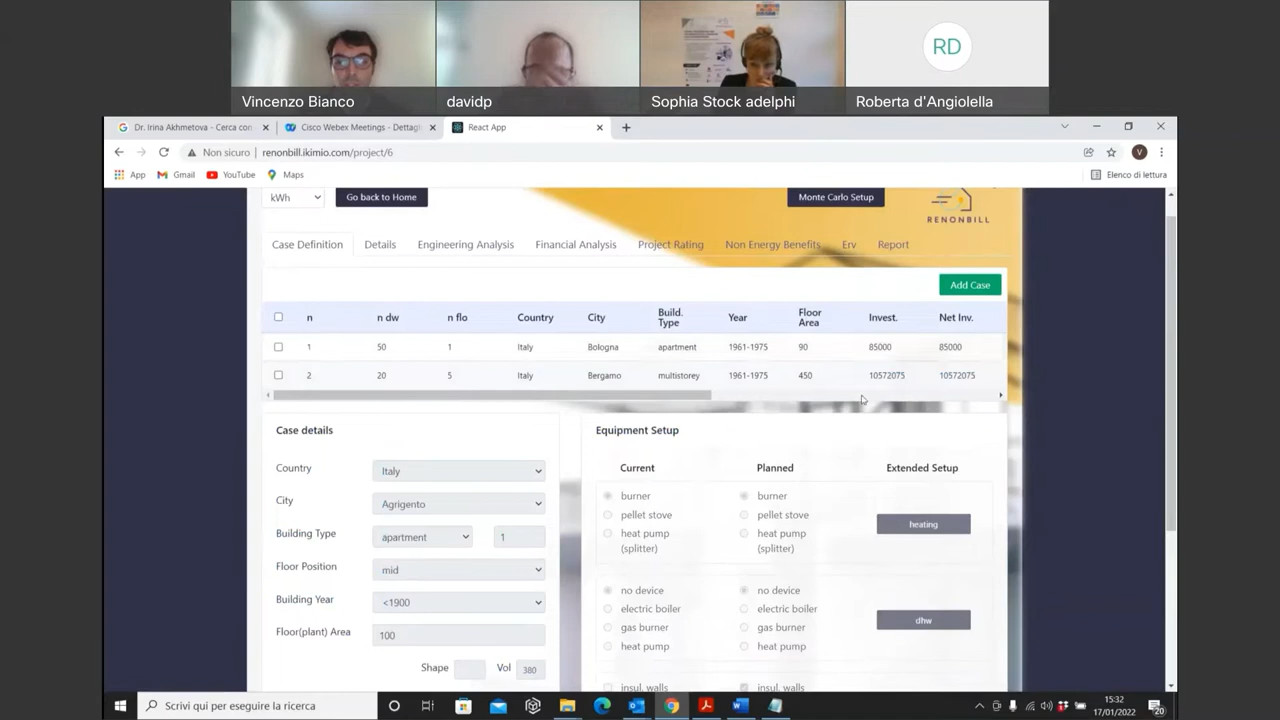 RD
Vincenzo Bianco
davidp
Sophia Stock adelphi
Roberta d'Angiolella
Dr. Irina Akhmetova - Cerca con
Cisco Webex Meetings - Dettagl
React App
Non sicuro | renonbill.ikimio.com/project/6
App
Gmail
YouTube
Maps
Elenco di lettura
kWh
Go back to Home
Monte Carlo Setup
RENONBILL
Case Definition
Details
Engineering Analysis
Financial Analysis
Project Rating
Non Energy Benefits
Erv
Report
Add Case
n n dw n flo Country City Build. Type Year Floor Area Invest. Net Inv.
1 50 1 Italy Bologna apartment 1961-1975 90 85000 85000
2 20 5 Italy Bergamo multistorey 1961-1975 450 10572075 10572075
Case details
Country Italy
City Agrigento
Building Type apartment 1
Floor Position mid
Building Year <1900
Floor(plant) Area 100
Shape Vol 380
Equipment Setup
Current Planned Extended Setup
burner burner
pellet stove pellet stove
heat pump (splitter) heat pump (splitter)
heating
no device no device
electric boiler electric boiler
gas burner gas burner
heat pump heat pump
dhw
insul. walls insul. walls
Scrivi qui per eseguire la ricerca
15:32
17/01/2022
20